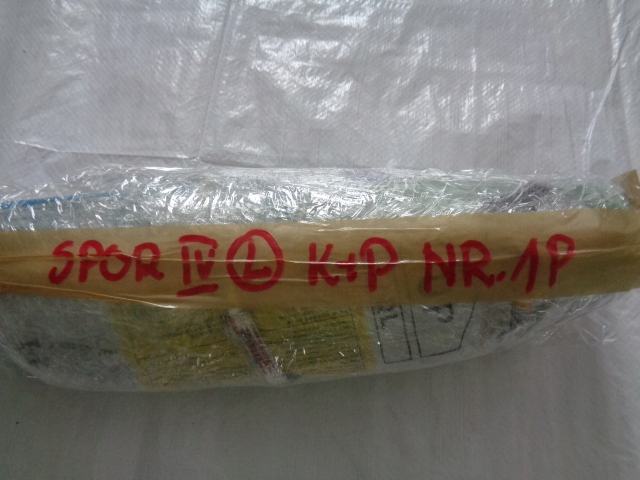 SPOR IV Ⓛ K+P NR.1P